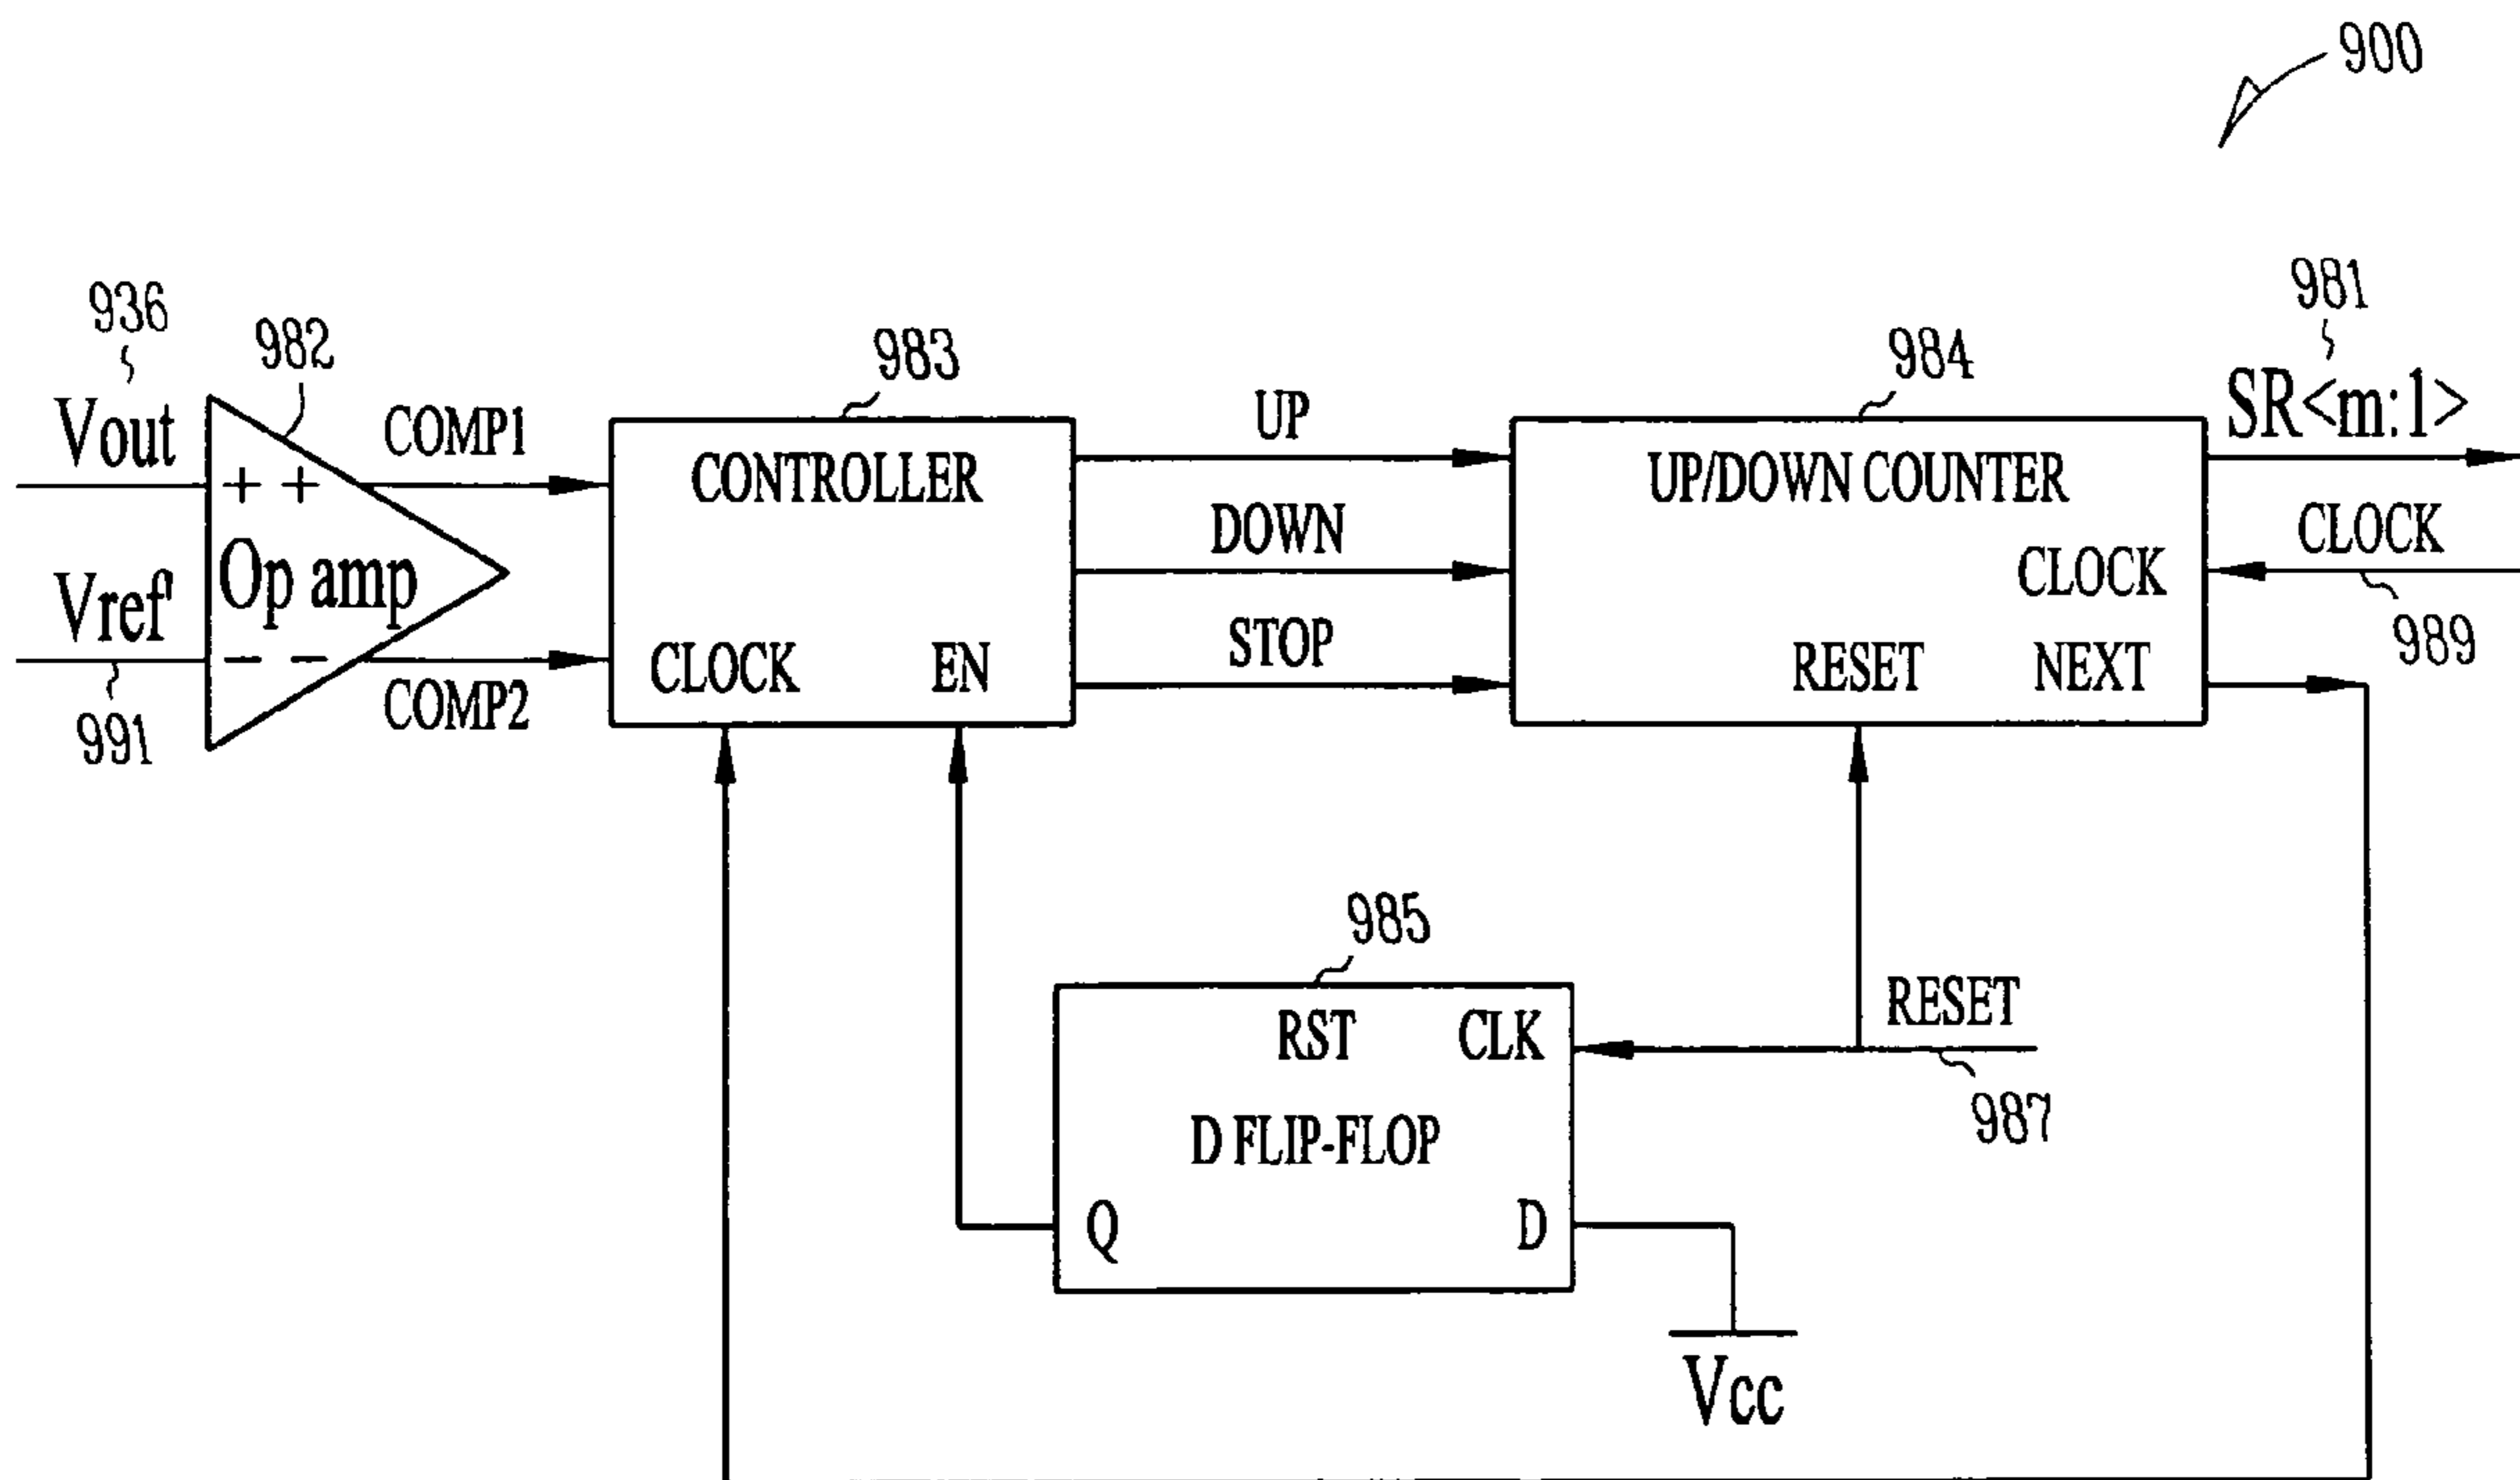 900
936
982
983
984
981
Vout
COMP1
UP
SR<m:1>
+ +
CONTROLLER
UP/DOWN COUNTER
DOWN
CLOCK
Op amp
CLOCK
Vref
STOP
989
- -
CLOCK EN
RESET NEXT
991
COMP2
985
RESET
RST CLK
987
D FLIP-FLOP
Q D
Vcc